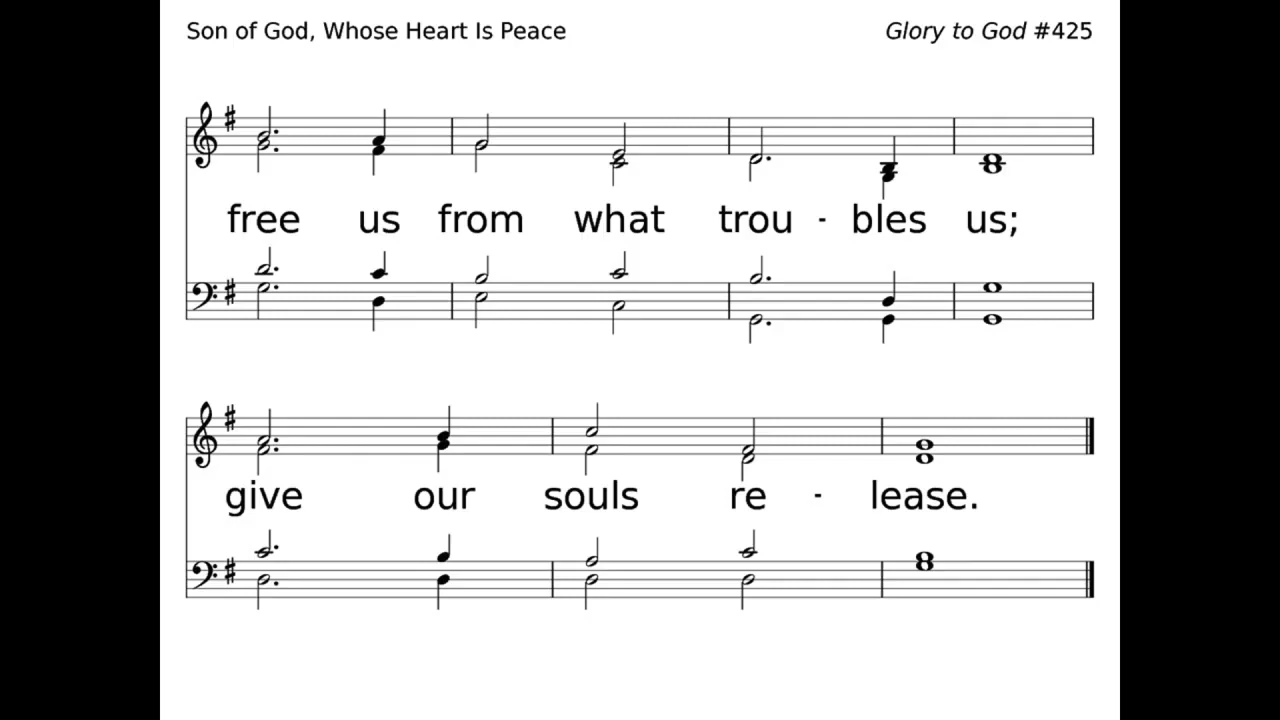 Son of God, Whose Heart Is Peace Glory to God #425
free us from what trou - bles us;
give our souls re - lease.